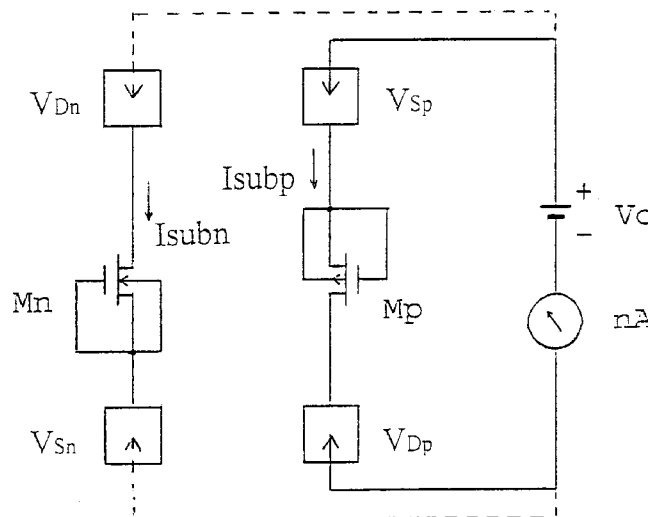 VDn
VSp
Isubp
+
Vc
−
Isubn
Mn
Mp
nA
VSn
VDp